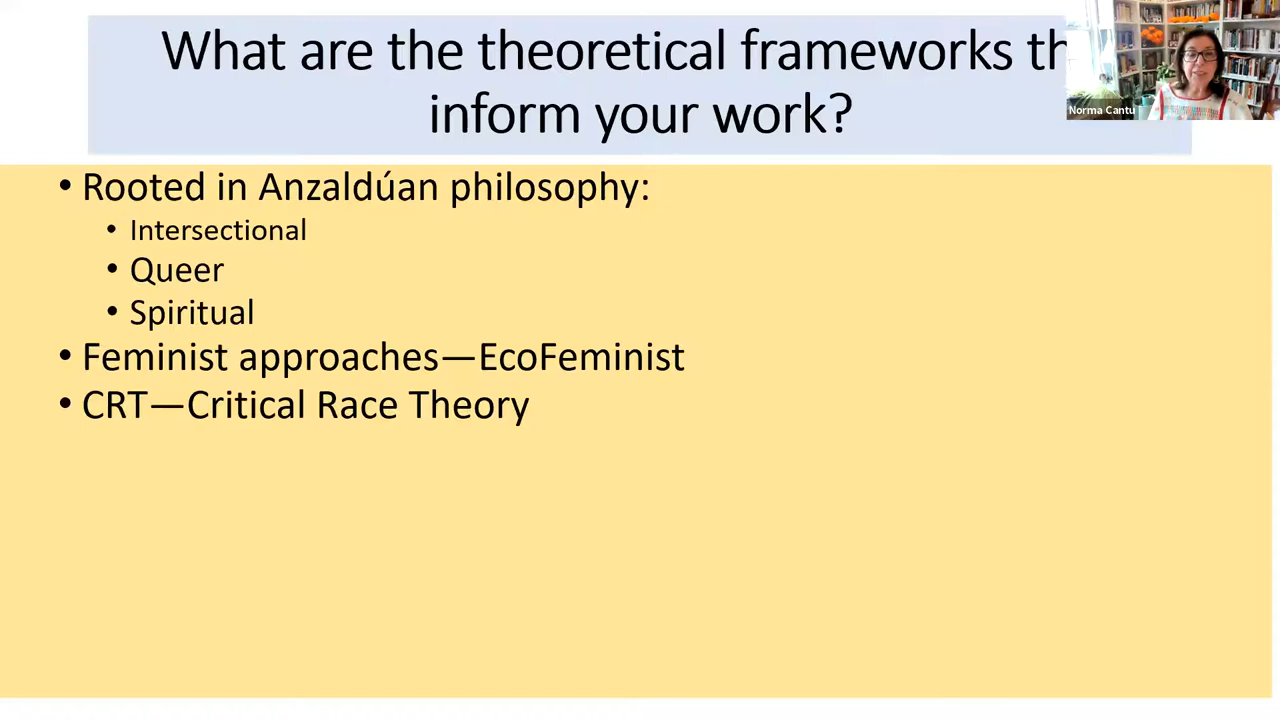 What are the theoretical frameworks th
inform your work?
Norma Cantu
• Rooted in Anzaldúan philosophy:
• Intersectional
• Queer
• Spiritual
• Feminist approaches—EcoFeminist
• CRT—Critical Race Theory